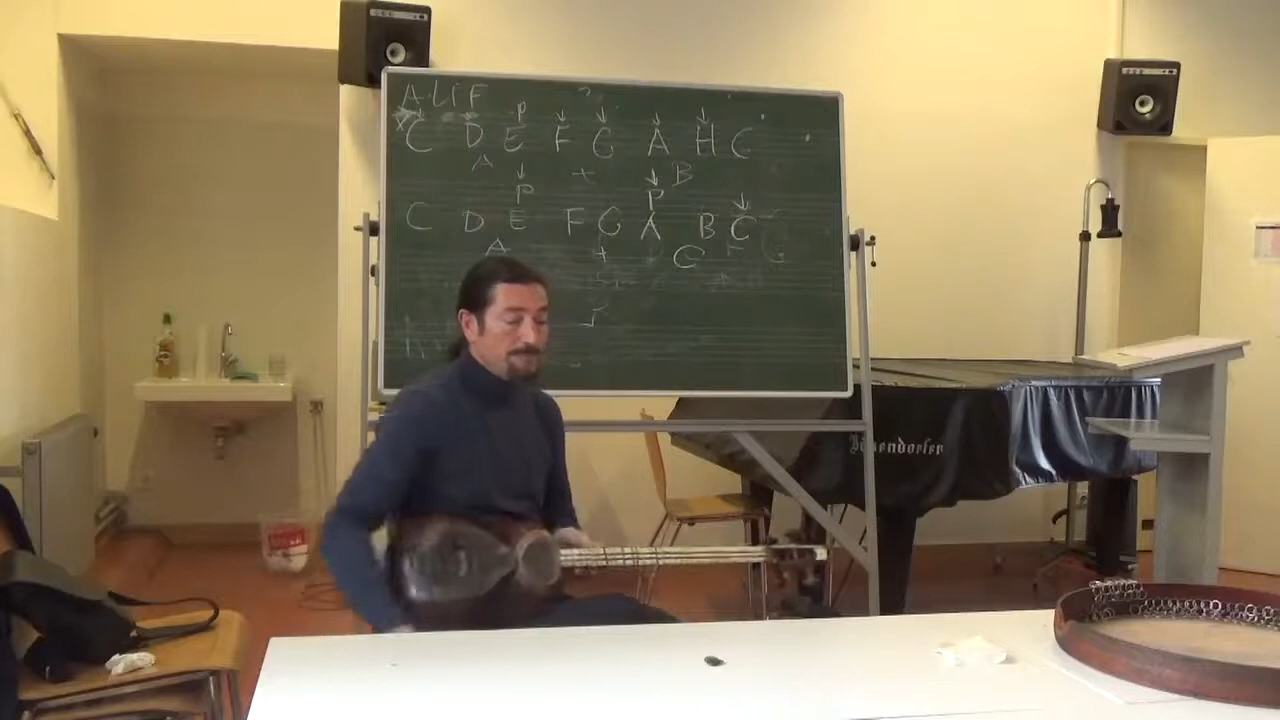 ALIF
P
C D E F G A H C
A + B
P P
C D E F G A B C
A + C
Bösendorfer